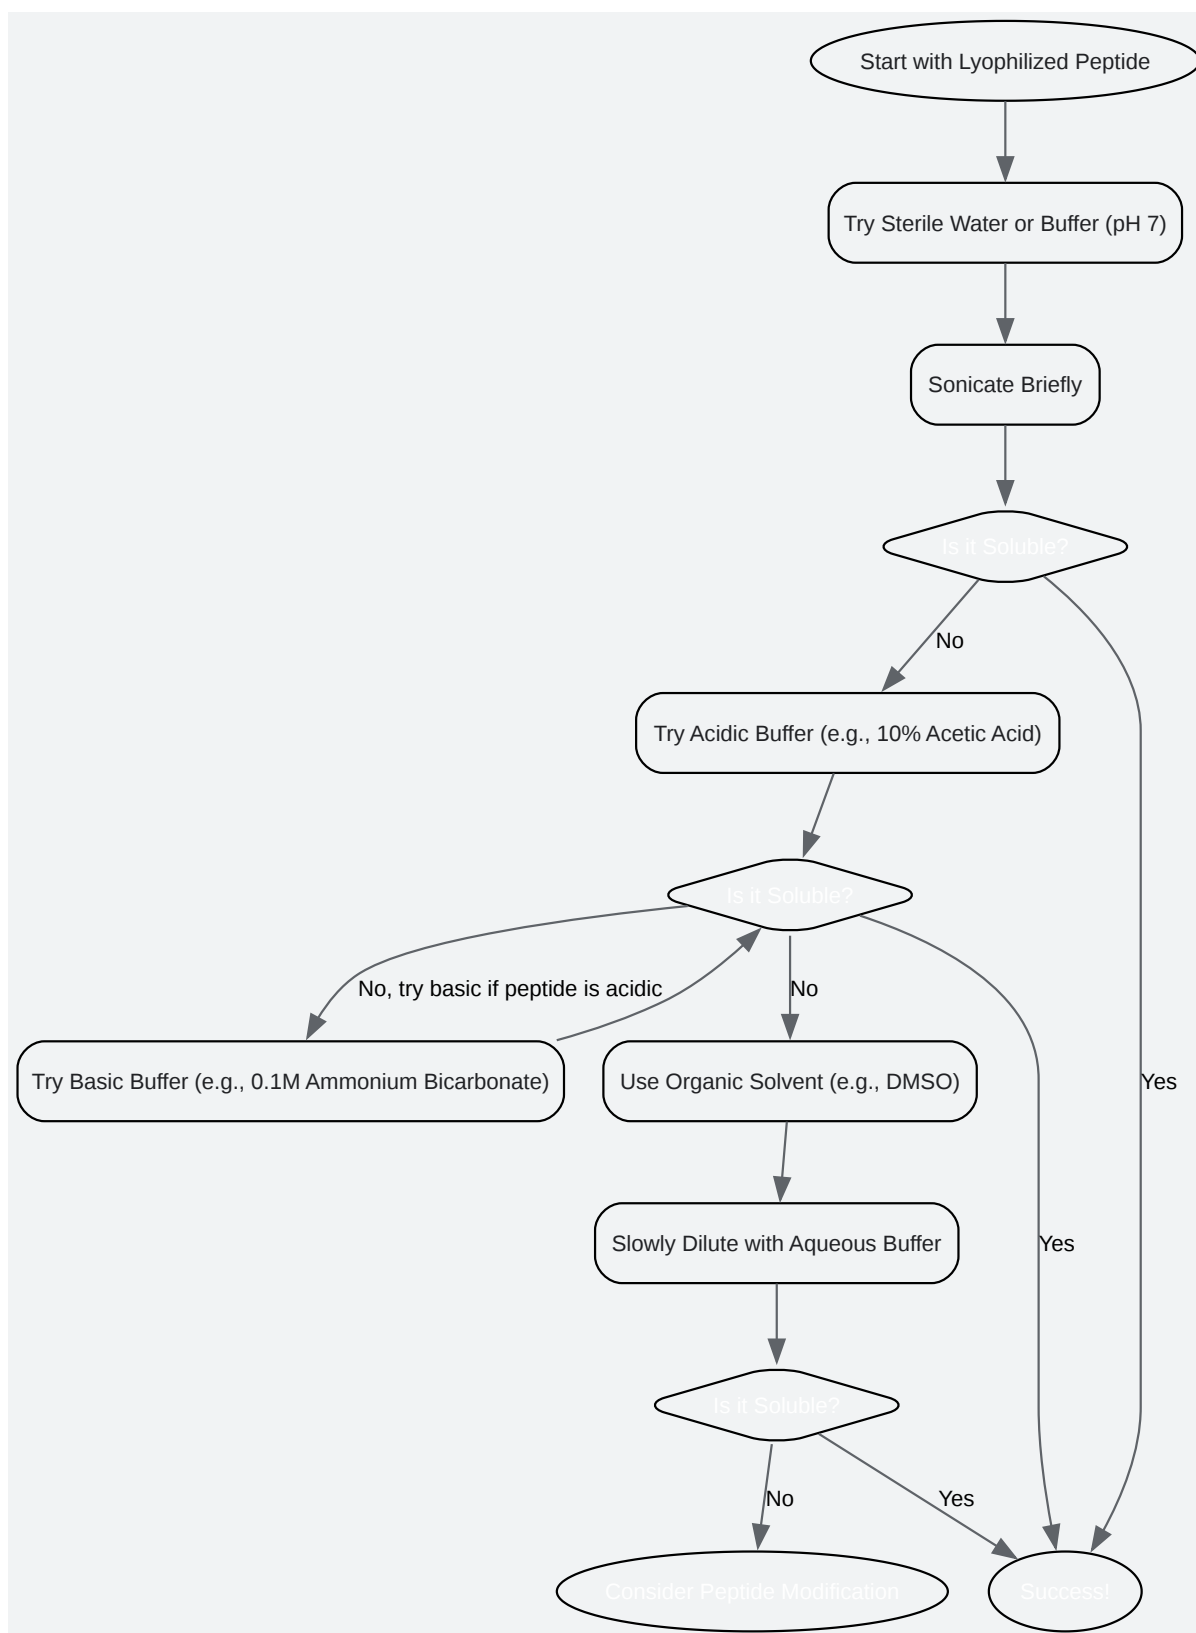 Start with Lyophilized Peptide
Try Sterile Water or Buffer (pH 7)
Sonicate Briefly
Is it Soluble?
No
Try Acidic Buffer (e.g., 10% Acetic Acid)
Is it Soluble?
No, try basic if peptide is acidic
No
Try Basic Buffer (e.g., 0.1M Ammonium Bicarbonate)
Use Organic Solvent (e.g., DMSO)
Yes
Slowly Dilute with Aqueous Buffer
Yes
Is it Soluble?
No
Yes
Consider Peptide Modification
Success!